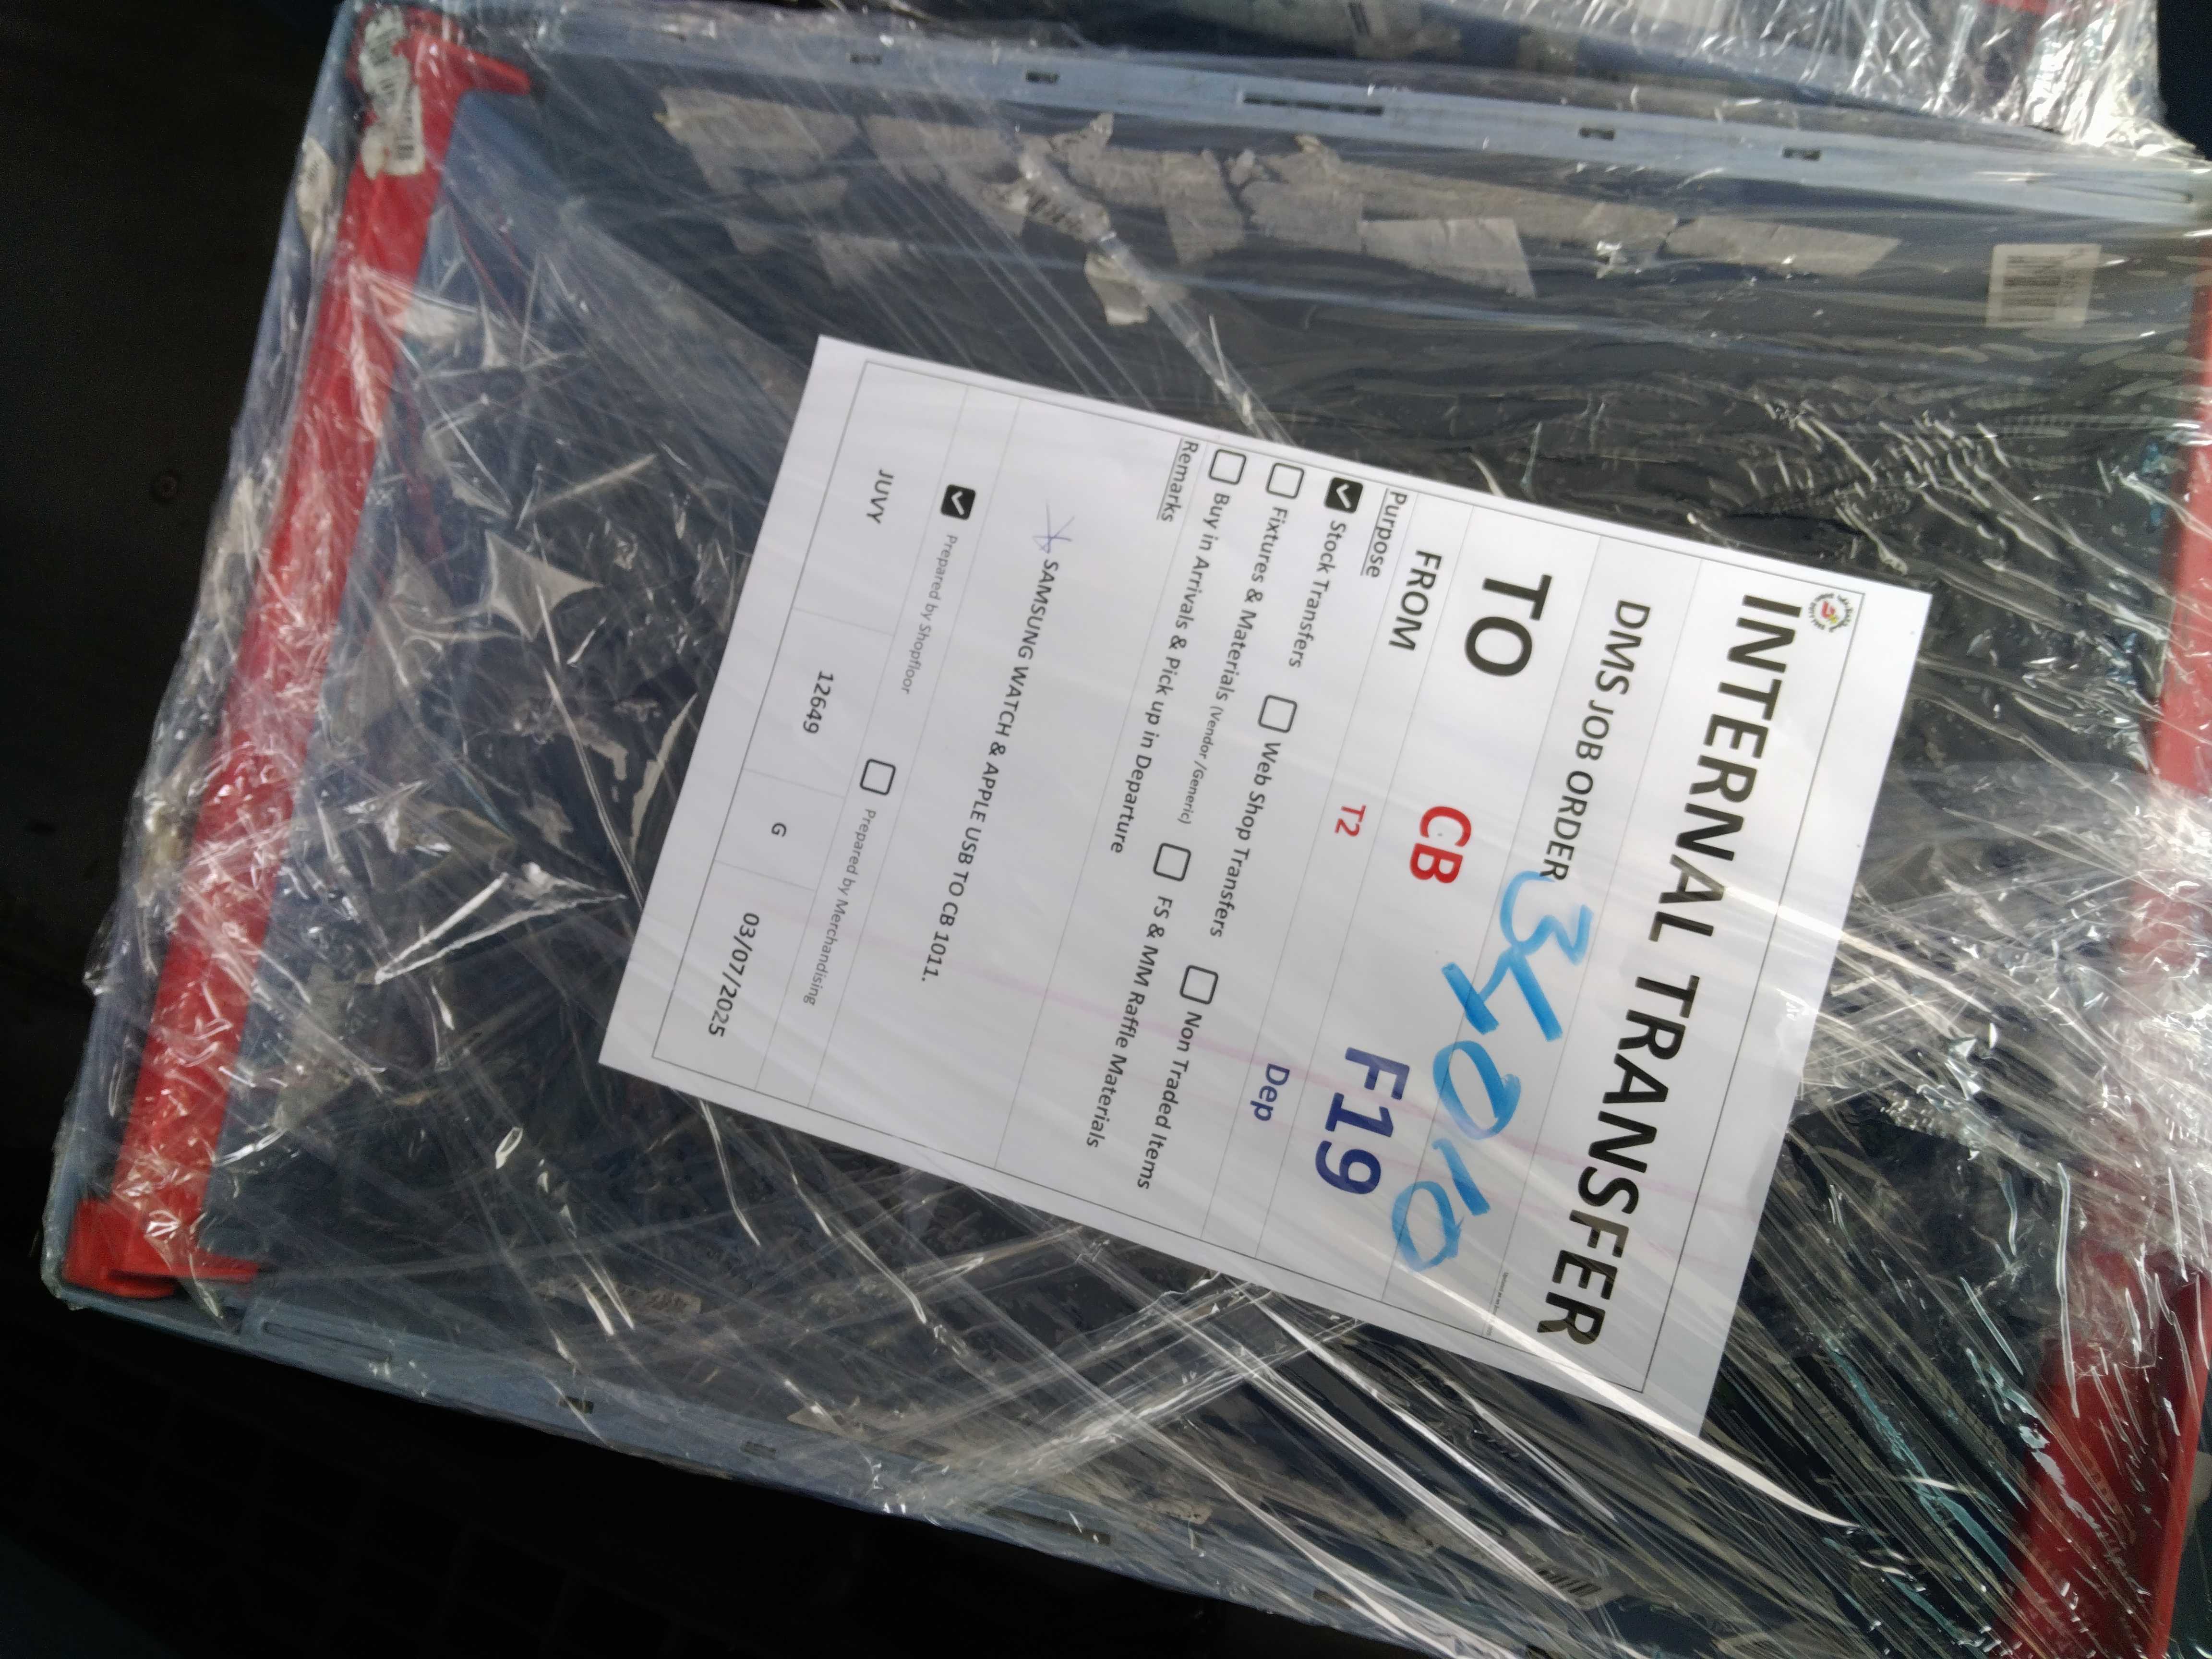 INTERNAL TRANSFER
DMS JOB ORDER 34010
TO CB F19
FROM T2 Dep
Purpose
Stock Transfers Web Shop Transfers Non Traded Items
Fixtures & Materials (Vendor /Generic) FS & MM Raffle Materials
Buy in Arrivals & Pick up in Departure
Remarks
SAMSUNG WATCH & APPLE USB TO CB 1011.
Prepared by Shopfloor Prepared by Merchandising
JUVY 12649 G 03/07/2025